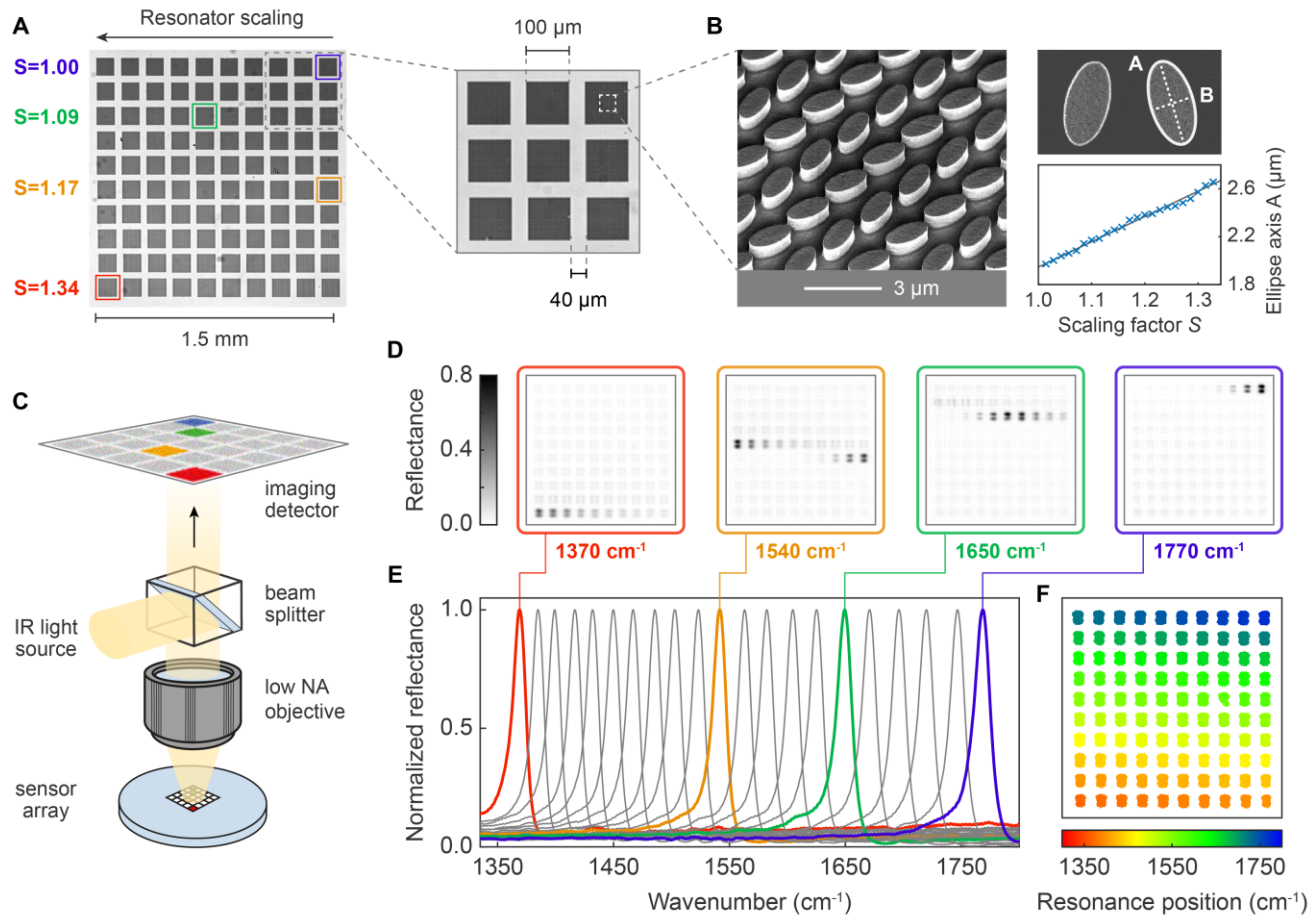 A
Resonator scaling
S=1.00
S=1.09
S=1.17
S=1.34
1.5 mm
100 µm
40 µm
B
3 µm
A
B
2.6
2.2
1.8
Ellipse axis A (µm)
1.0
1.1
1.2
1.3
Scaling factor S
C
imaging
detector
beam
splitter
IR light
source
low NA
objective
sensor
array
D
0.8
0.4
0.0
Reflectance
1370 cm⁻¹
1540 cm⁻¹
1650 cm⁻¹
1770 cm⁻¹
E
1.0
0.5
0.0
Normalized reflectance
1350
1450
1550
1650
1750
Wavenumber (cm⁻¹)
F
1350
1550
1750
Resonance position (cm⁻¹)